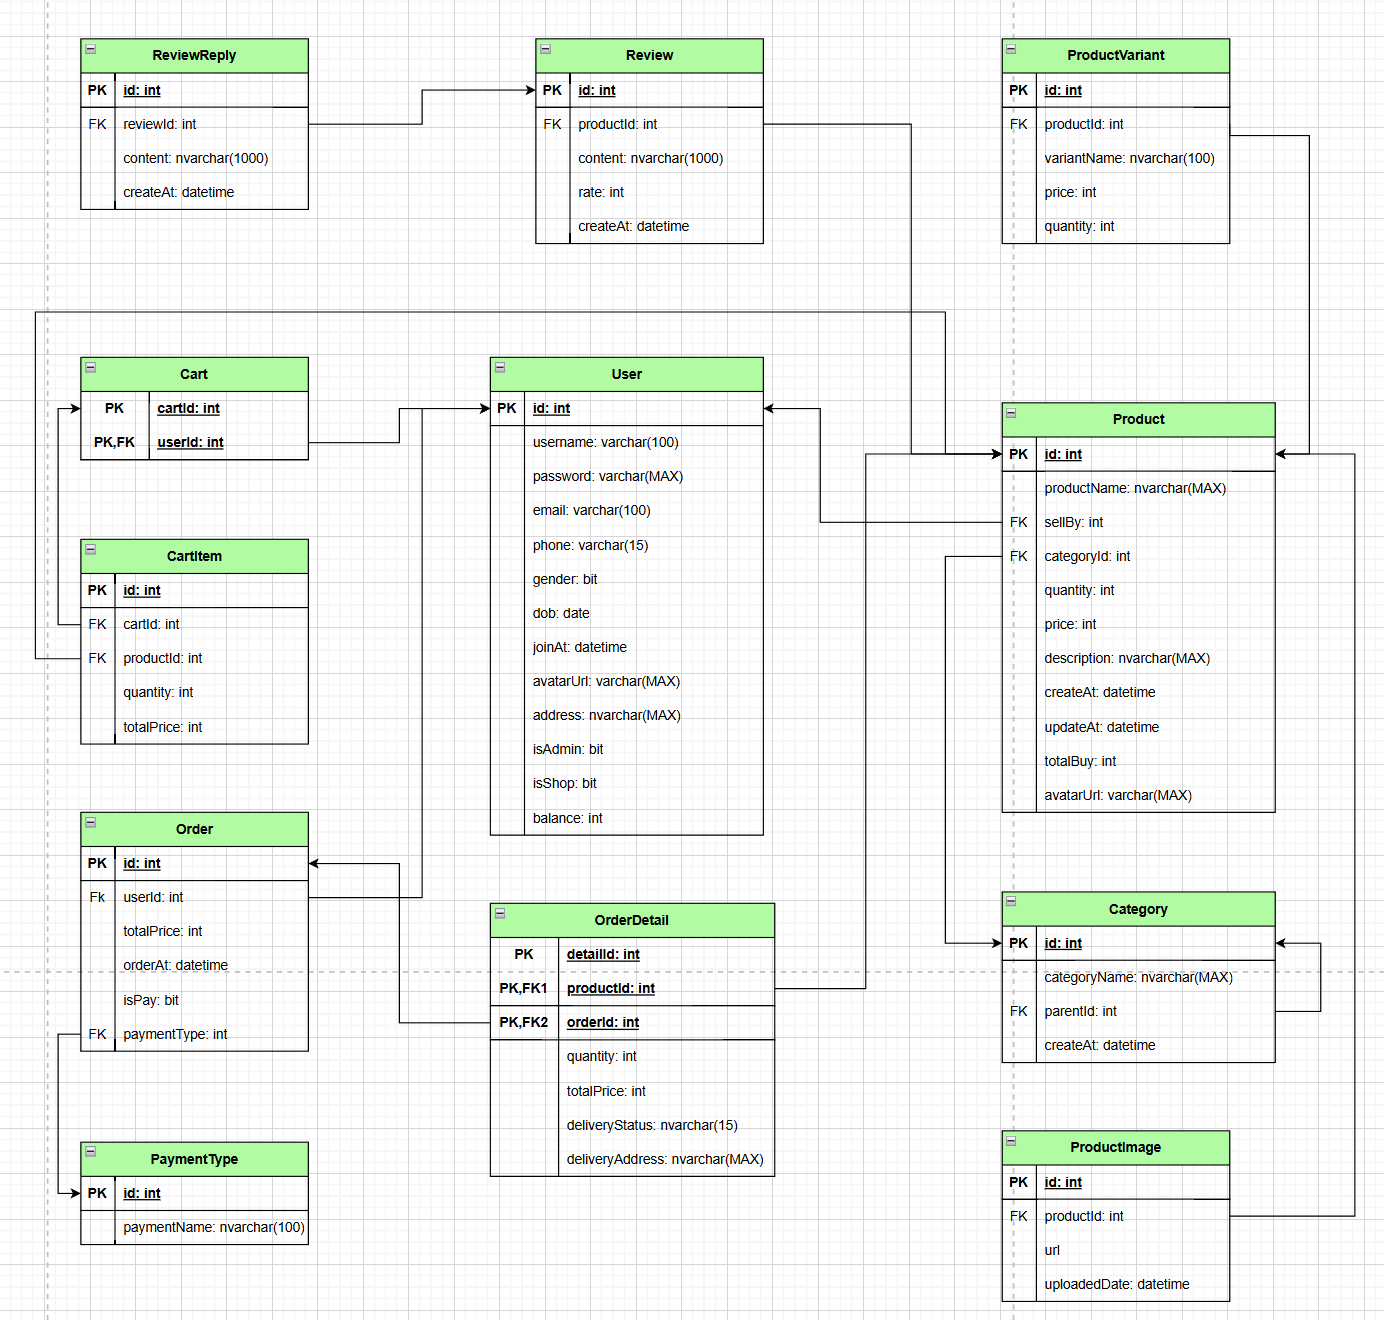 ReviewReply
PK id: int
FK reviewId: int
content: nvarchar(1000)
createAt: datetime
Review
PK id: int
FK productId: int
content: nvarchar(1000)
rate: int
createAt: datetime
ProductVariant
PK id: int
FK productId: int
variantName: nvarchar(100)
price: int
quantity: int
Cart
PK cartId: int
PK,FK userId: int
User
PK id: int
username: varchar(100)
password: varchar(MAX)
email: varchar(100)
phone: varchar(15)
gender: bit
dob: date
joinAt: datetime
avatarUrl: varchar(MAX)
address: nvarchar(MAX)
isAdmin: bit
isShop: bit
balance: int
Product
PK id: int
productName: nvarchar(MAX)
FK sellBy: int
FK categoryId: int
quantity: int
price: int
description: nvarchar(MAX)
createAt: datetime
updateAt: datetime
totalBuy: int
avatarUrl: varchar(MAX)
CartItem
PK id: int
FK cartId: int
FK productId: int
quantity: int
totalPrice: int
Order
PK id: int
Fk userId: int
totalPrice: int
orderAt: datetime
isPay: bit
FK paymentType: int
OrderDetail
PK detailId: int
PK,FK1 productId: int
PK,FK2 orderId: int
quantity: int
totalPrice: int
deliveryStatus: nvarchar(15)
deliveryAddress: nvarchar(MAX)
Category
PK id: int
categoryName: nvarchar(MAX)
FK parentId: int
createAt: datetime
PaymentType
PK id: int
paymentName: nvarchar(100)
ProductImage
PK id: int
FK productId: int
url
uploadedDate: datetime